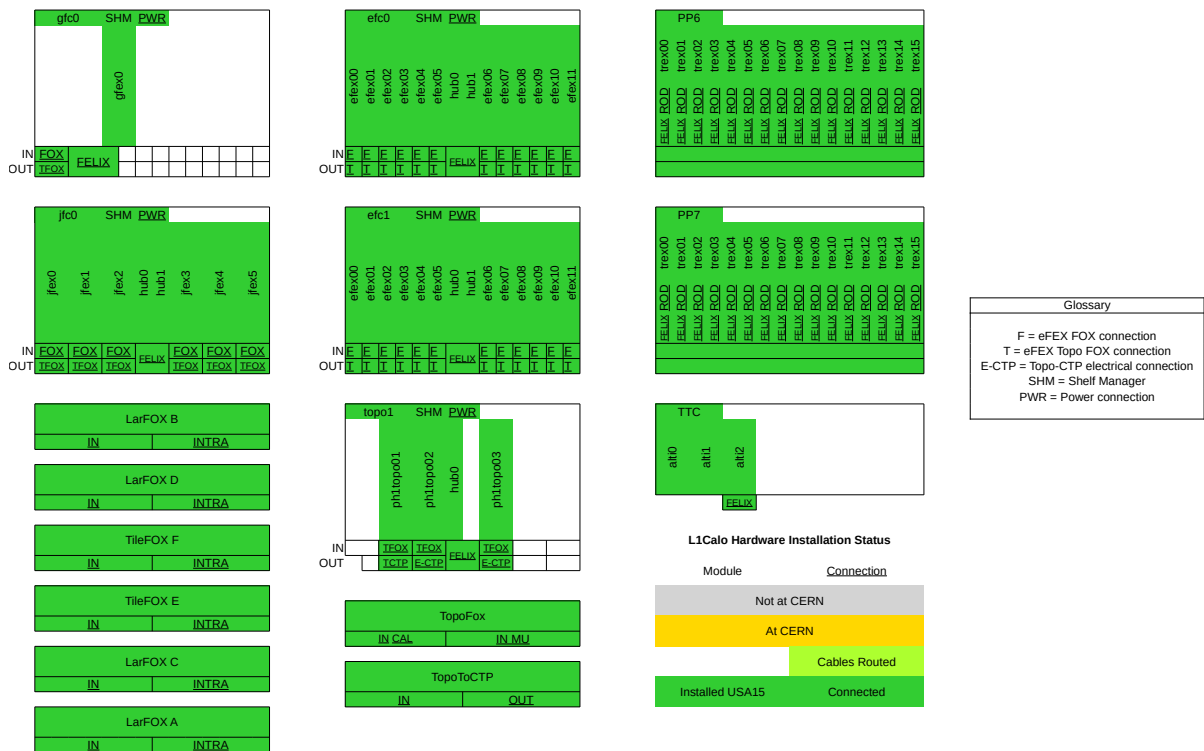 gfc0 SHM PWR
gfex0
IN FOX FELIX
OUT TFOX
efc0 SHM PWR
efex00 efex01 efex02 efex03 efex04 efex05 hub0 hub1 efex06 efex07 efex08 efex09 efex10 efex11
IN F F F F F F FELIX F F F F F F
OUT T T T T T T T T T T T T
PP6
trex00 trex01 trex02 trex03 trex04 trex05 trex06 trex07 trex08 trex09 trex10 trex11 trex12 trex13 trex14 trex15
ROD ROD ROD ROD ROD ROD ROD ROD ROD ROD ROD ROD ROD ROD ROD ROD
FELIX FELIX FELIX FELIX FELIX FELIX FELIX FELIX FELIX FELIX FELIX FELIX FELIX FELIX FELIX FELIX
jfc0 SHM PWR
jfex0 jfex1 jfex2 hub0 hub1 jfex3 jfex4 jfex5
IN FOX FOX FOX FELIX FOX FOX FOX
OUT TFOX TFOX TFOX TFOX TFOX TFOX
efc1 SHM PWR
efex00 efex01 efex02 efex03 efex04 efex05 hub0 hub1 efex06 efex07 efex08 efex09 efex10 efex11
IN F F F F F F FELIX F F F F F F
OUT T T T T T T T T T T T T
PP7
trex00 trex01 trex02 trex03 trex04 trex05 trex06 trex07 trex08 trex09 trex10 trex11 trex12 trex13 trex14 trex15
ROD ROD ROD ROD ROD ROD ROD ROD ROD ROD ROD ROD ROD ROD ROD ROD
FELIX FELIX FELIX FELIX FELIX FELIX FELIX FELIX FELIX FELIX FELIX FELIX FELIX FELIX FELIX FELIX
Glossary
F = eFEX FOX connection
T = eFEX Topo FOX connection
E-CTP = Topo-CTP electrical connection
SHM = Shelf Manager
PWR = Power connection
LarFOX B
IN INTRA
LarFOX D
IN INTRA
TileFOX F
IN INTRA
TileFOX E
IN INTRA
LarFOX C
IN INTRA
LarFOX A
IN INTRA
topo1 SHM PWR
ph1topo01 ph1topo02 hub0 ph1topo03
IN TFOX TFOX FELIX TFOX
OUT TCTP E-CTP E-CTP
TopoFox
IN CAL IN MU
TopoToCTP
IN OUT
TTC
alti0 alti1 alti2
FELIX
L1Calo Hardware Installation Status
Module Connection
Not at CERN
At CERN
Cables Routed
Installed USA15 Connected